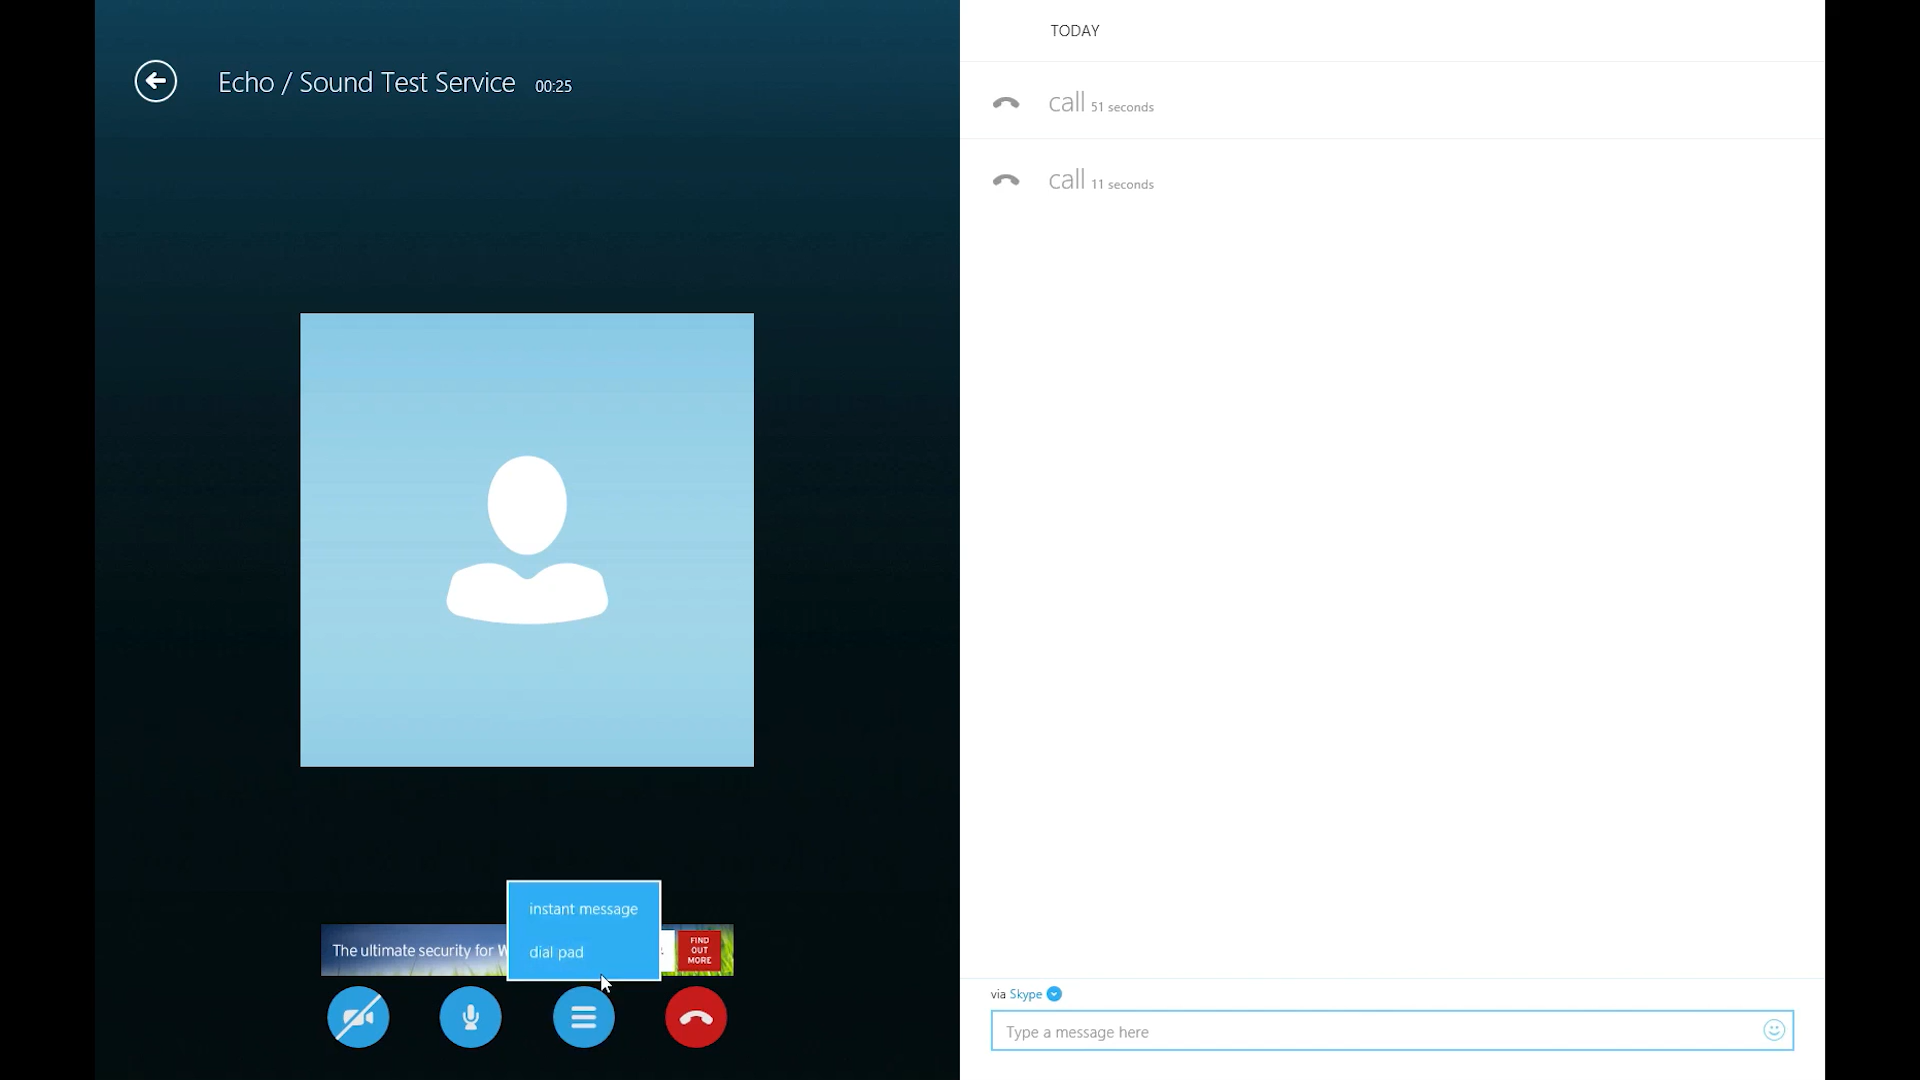 Echo / Sound Test Service 00:25
TODAY
call 51 seconds
call 11 seconds
instant message
dial pad
The ultimate security for W
FIND
OUT
MORE
via Skype
Type a message here